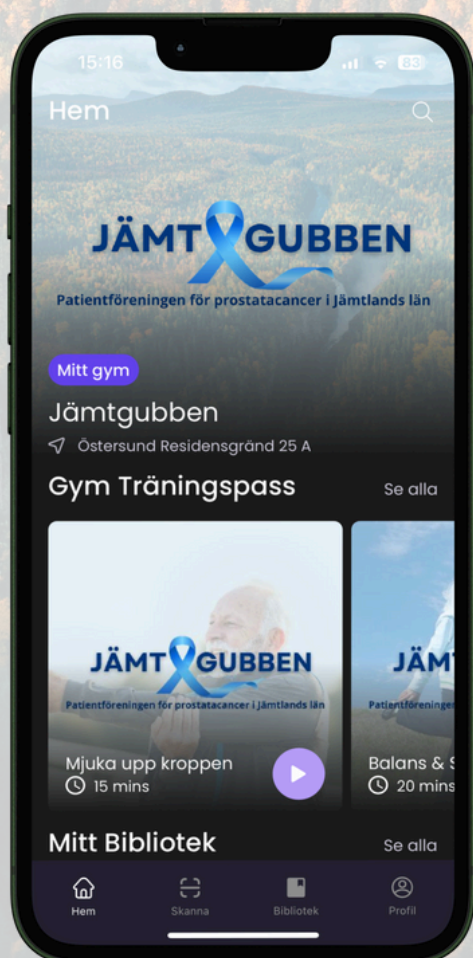 15:16
83
Hem
JÄMTGUBBEN
Patientföreningen för prostatacancer i Jämtlands län
Mitt gym
Jämtgubben
Östersund Residensgränd 25 A
Gym Träningspass
Se alla
JÄMTGUBBEN
Patientföreningen för prostatacancer i Jämtlands län
Mjuka upp kroppen
15 mins
JÄM
Patientföreninge
Balans & S
20 mins
Mitt Bibliotek
Se alla
Hem
Skanna
Bibliotek
Profil